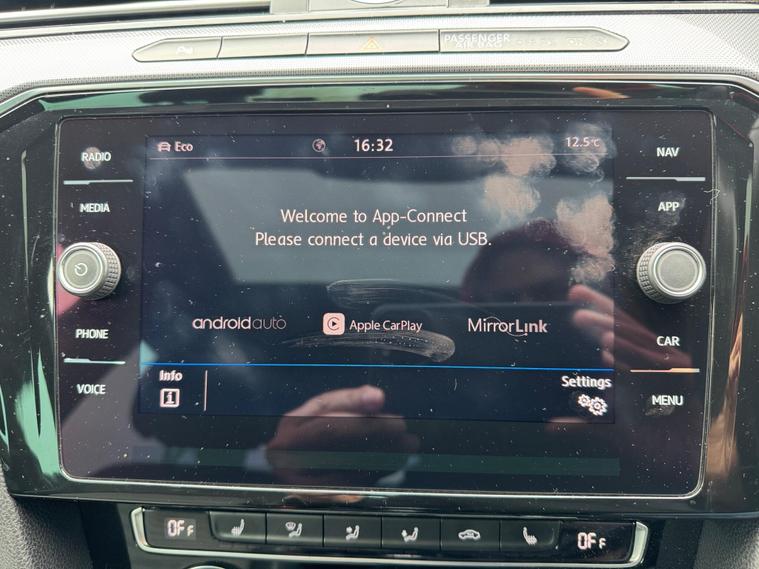 PASSENGER
AIR BAG
RADIO
Eco
16:32
12.5°C
NAV
MEDIA
APP
Welcome to App-Connect
Please connect a device via USB.
androidauto
Apple CarPlay
MirrorLink
PHONE
CAR
Info
Settings
VOICE
MENU
OFF
OFF